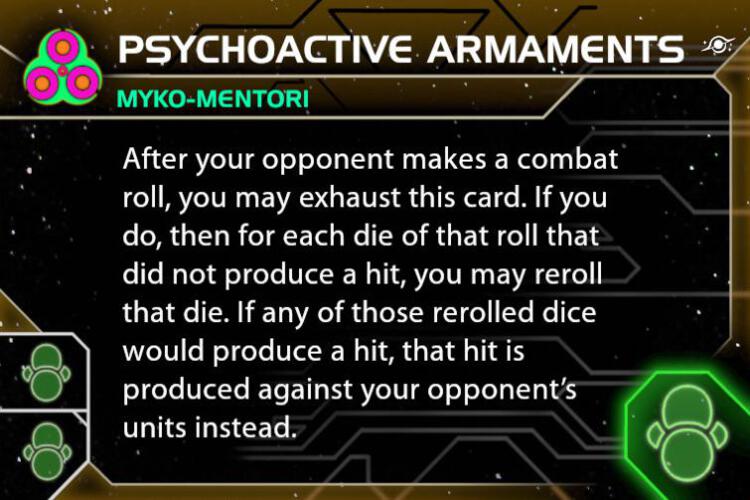 PSYCHOACTIVE ARMAMENTS
MYKO-MENTORI
After your opponent makes a combat
roll, you may exhaust this card. If you
do, then for each die of that roll that
did not produce a hit, you may reroll
that die. If any of those rerolled dice
would produce a hit, that hit is
produced against your opponent's
units instead.